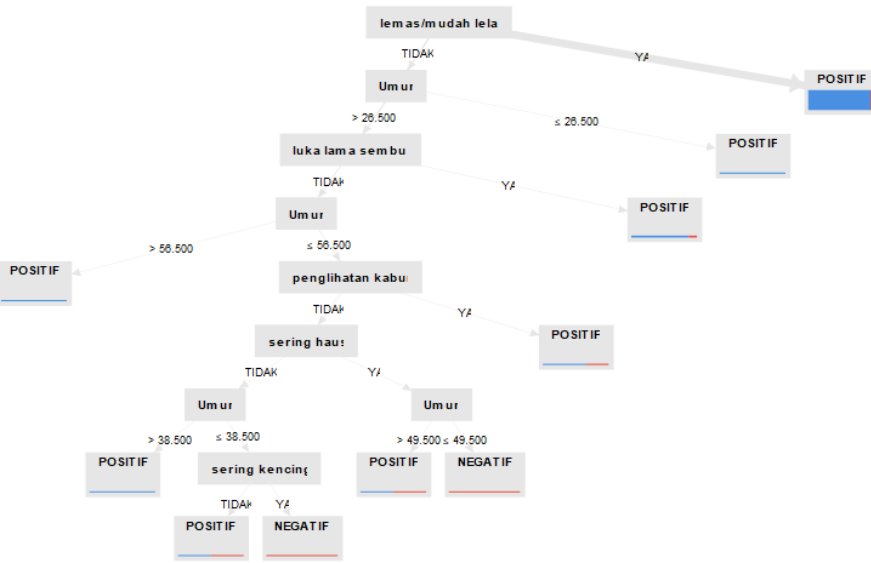 lemas/mudah lela
TIDAK
YA
Umur
POSITIF
> 26.500
≤ 26.500
luka lama sembu
POSITIF
TIDAK
YA
Umur
POSITIF
> 56.500
≤ 56.500
POSITIF
penglihatan kabu
TIDAK
YA
sering haus
POSITIF
TIDAK
YA
Umur
Umur
> 38.500
≤ 38.500
> 49.500
≤ 49.500
POSITIF
sering kencing
POSITIF
NEGATIF
TIDAK
YA
POSITIF
NEGATIF